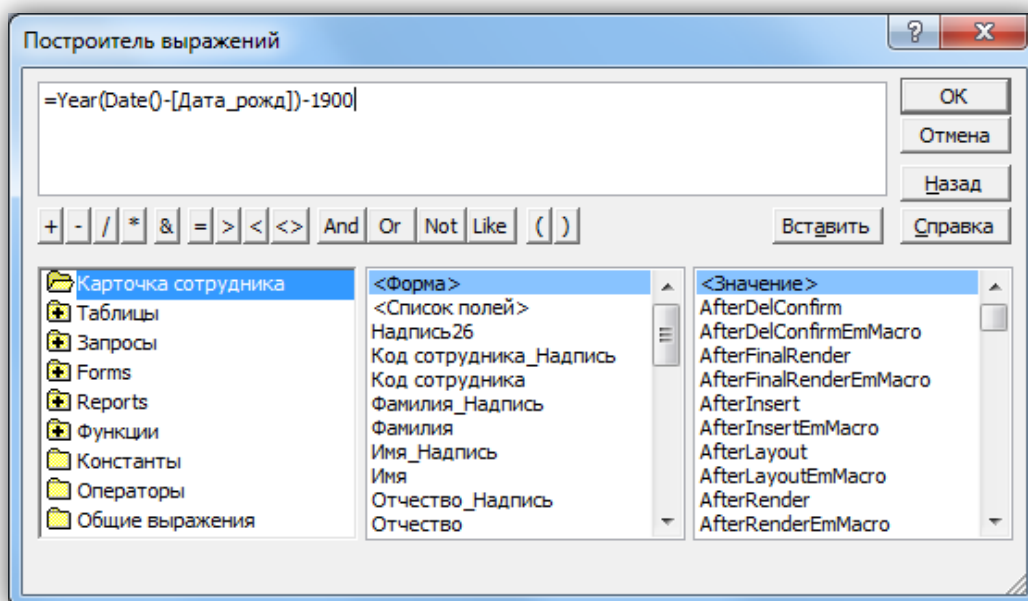 Построитель выражений
=Year(Date()-[Дата_рожд])-1900
OK
Отмена
Назад
+ - / * & = > < <> And Or Not Like ( ) Вставить Справка
Карточка сотрудника
Таблицы
Запросы
Forms
Reports
Функции
Константы
Операторы
Общие выражения
<Форма>
<Список полей>
Надпись26
Код сотрудника_Надпись
Код сотрудника
Фамилия_Надпись
Фамилия
Имя_Надпись
Имя
Отчество_Надпись
Отчество
<Значение>
AfterDelConfirm
AfterDelConfirmEmMacro
AfterFinalRender
AfterFinalRenderEmMacro
AfterInsert
AfterInsertEmMacro
AfterLayout
AfterLayoutEmMacro
AfterRender
AfterRenderEmMacro